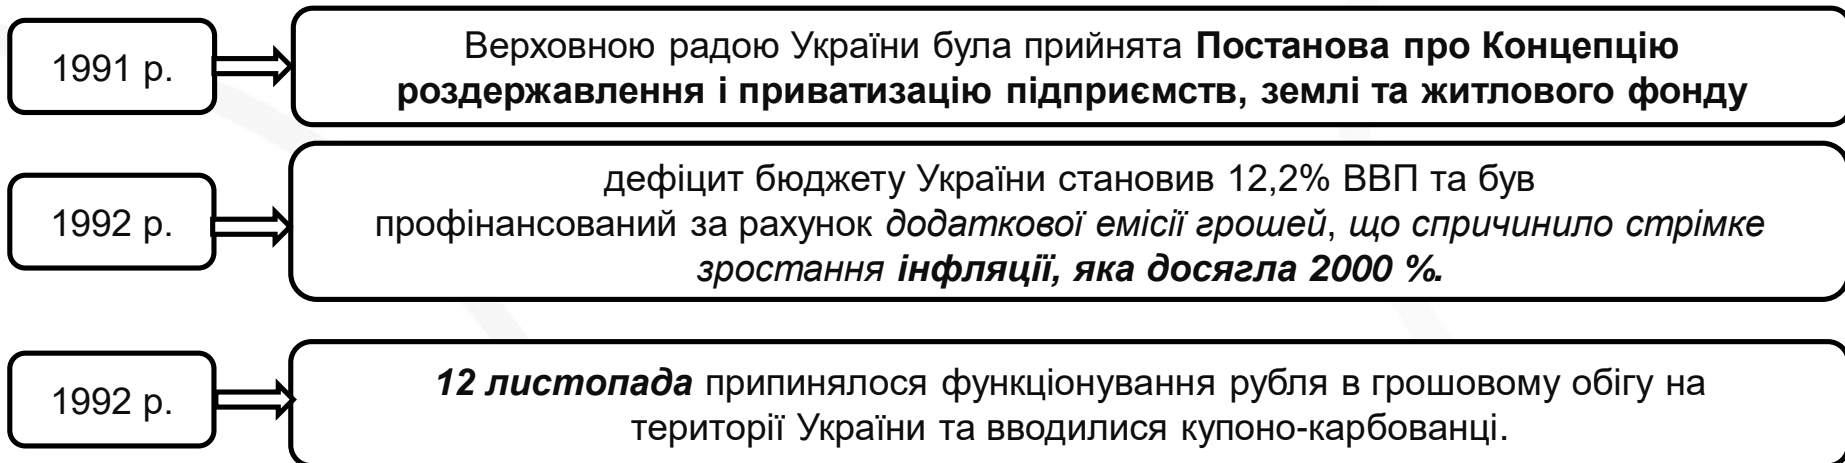 1991 р.
Верховною радою України була прийнята Постанова про Концепцію
роздержавлення і приватизацію підприємств, землі та житлового фонду
1992 р.
дефіцит бюджету України становив 12,2% ВВП та був
профінансований за рахунок додаткової емісії грошей, що спричинило стрімке
зростання інфляції, яка досягла 2000 %.
1992 р.
12 листопада припинялося функціонування рубля в грошовому обігу на
території України та вводилися купоно-карбованці.